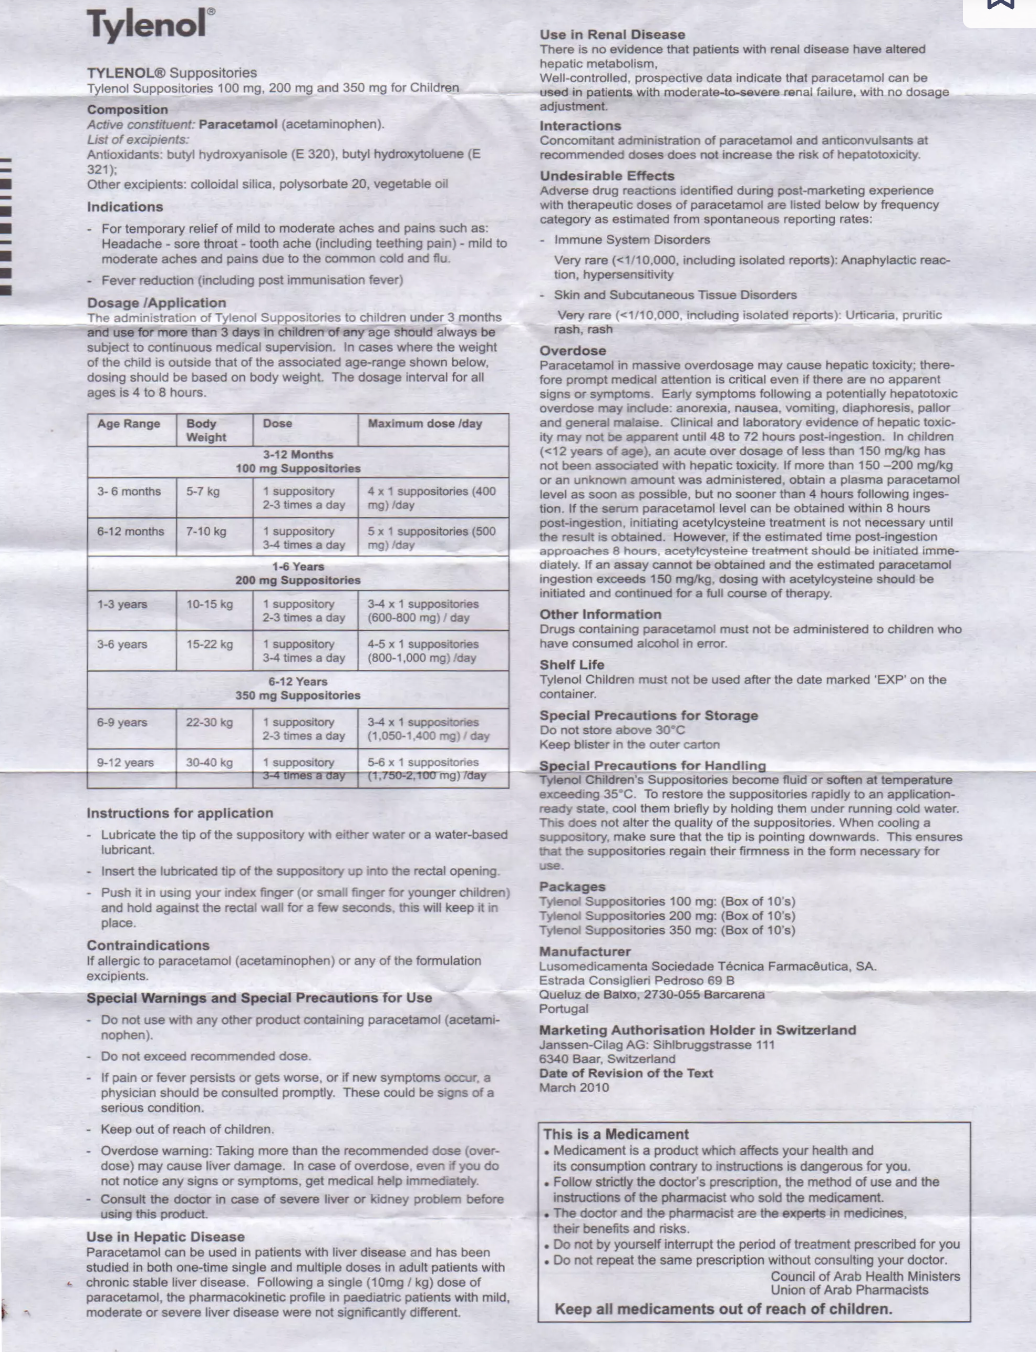 Tylenol®
TYLENOL® Suppositories
Tylenol Suppositories 100 mg, 200 mg and 350 mg for Children
Composition
Active constituent: Paracetamol (acetaminophen).
List of excipients:
Antioxidants: butyl hydroxyanisole (E 320), butyl hydroxytoluene (E
321);
Other excipients: colloidal silica, polysorbate 20, vegetable oil
Indications
- For temporary relief of mild to moderate aches and pains such as:
Headache - sore throat - tooth ache (including teething pain) - mild to
moderate aches and pains due to the common cold and flu.
- Fever reduction (including post immunisation fever)
Dosage /Application
The administration of Tylenol Suppositories to children under 3 months
and use for more than 3 days in children of any age should always be
subject to continuous medical supervision. In cases where the weight
of the child is outside that of the associated age-range shown below,
dosing should be based on body weight. The dosage interval for all
ages is 4 to 8 hours.
Age Range Body Weight Dose Maximum dose /day
3-12 Months
100 mg Suppositories
3- 6 months 5-7 kg 1 suppository 2-3 times a day 4 x 1 suppositories (400 mg) /day
6-12 months 7-10 kg 1 suppository 3-4 times a day 5 x 1 suppositories (500 mg) /day
1-6 Years
200 mg Suppositories
1-3 years 10-15 kg 1 suppository 2-3 times a day 3-4 x 1 suppositories (600-800 mg) / day
3-6 years 15-22 kg 1 suppository 3-4 times a day 4-5 x 1 suppositories (800-1,000 mg) /day
6-12 Years
350 mg Suppositories
6-9 years 22-30 kg 1 suppository 2-3 times a day 3-4 x 1 suppositories (1,050-1,400 mg) / day
9-12 years 30-40 kg 1 suppository 3-4 times a day 5-6 x 1 suppositories (1,750-2,100 mg) /day
Instructions for application
- Lubricate the tip of the suppository with either water or a water-based
lubricant.
- Insert the lubricated tip of the suppository up into the rectal opening.
- Push it in using your index finger (or small finger for younger children)
and hold against the rectal wall for a few seconds, this will keep it in
place.
Contraindications
If allergic to paracetamol (acetaminophen) or any of the formulation
excipients.
Special Warnings and Special Precautions for Use
- Do not use with any other product containing paracetamol (acetami-
nophen).
- Do not exceed recommended dose.
- If pain or fever persists or gets worse, or if new symptoms occur, a
physician should be consulted promptly. These could be signs of a
serious condition.
- Keep out of reach of children.
- Overdose warning: Taking more than the recommended dose (over-
dose) may cause liver damage. In case of overdose, even if you do
not notice any signs or symptoms, get medical help immediately.
- Consult the doctor in case of severe liver or kidney problem before
using this product.
Use in Hepatic Disease
Paracetamol can be used in patients with liver disease and has been
studied in both one-time single and multiple doses in adult patients with
chronic stable liver disease. Following a single (10mg / kg) dose of
paracetamol, the pharmacokinetic profile in paediatric patients with mild,
moderate or severe liver disease were not significantly different.
Use in Renal Disease
There is no evidence that patients with renal disease have altered
hepatic metabolism,
Well-controlled, prospective data indicate that paracetamol can be
used in patients with moderate-to-severe renal failure, with no dosage
adjustment.
Interactions
Concomitant administration of paracetamol and anticonvulsants at
recommended doses does not increase the risk of hepatotoxicity.
Undesirable Effects
Adverse drug reactions identified during post-marketing experience
with therapeutic doses of paracetamol are listed below by frequency
category as estimated from spontaneous reporting rates:
- Immune System Disorders
Very rare (<1/10,000, including isolated reports): Anaphylactic reac-
tion, hypersensitivity
- Skin and Subcutaneous Tissue Disorders
Very rare (<1/10,000, including isolated reports): Urticaria, pruritic
rash, rash
Overdose
Paracetamol in massive overdosage may cause hepatic toxicity; there-
fore prompt medical attention is critical even if there are no apparent
signs or symptoms. Early symptoms following a potentially hepatotoxic
overdose may include: anorexia, nausea, vomiting, diaphoresis, pallor
and general malaise. Clinical and laboratory evidence of hepatic toxic-
ity may not be apparent until 48 to 72 hours post-ingestion. In children
(<12 years of age), an acute over dosage of less than 150 mg/kg has
not been associated with hepatic toxicity. If more than 150 –200 mg/kg
or an unknown amount was administered, obtain a plasma paracetamol
level as soon as possible, but no sooner than 4 hours following inges-
tion. If the serum paracetamol level can be obtained within 8 hours
post-ingestion, initiating acetylcysteine treatment is not necessary until
the result is obtained. However, if the estimated time post-ingestion
approaches 8 hours, acetylcysteine treatment should be initiated imme-
diately. If an assay cannot be obtained and the estimated paracetamol
ingestion exceeds 150 mg/kg, dosing with acetylcysteine should be
initiated and continued for a full course of therapy.
Other Information
Drugs containing paracetamol must not be administered to children who
have consumed alcohol in error.
Shelf Life
Tylenol Children must not be used after the date marked 'EXP' on the
container.
Special Precautions for Storage
Do not store above 30°C
Keep blister in the outer carton
Special Precautions for Handling
Tylenol Children's Suppositories become fluid or soften at temperature
exceeding 35°C. To restore the suppositories rapidly to an application-
ready state, cool them briefly by holding them under running cold water.
This does not alter the quality of the suppositories. When cooling a
suppository, make sure that the tip is pointing downwards. This ensures
that the suppositories regain their firmness in the form necessary for
use.
Packages
Tylenol Suppositories 100 mg: (Box of 10's)
Tylenol Suppositories 200 mg: (Box of 10's)
Tylenol Suppositories 350 mg: (Box of 10's)
Manufacturer
Lusomedicamenta Sociedade Técnica Farmacêutica, SA.
Estrada Consiglieri Pedroso 69 B
Queluz de Baixo, 2730-055 Barcarena
Portugal
Marketing Authorisation Holder in Switzerland
Janssen-Cilag AG: Sihlbruggstrasse 111
6340 Baar, Switzerland
Date of Revision of the Text
March 2010
This is a Medicament
• Medicament is a product which affects your health and
its consumption contrary to instructions is dangerous for you.
• Follow strictly the doctor's prescription, the method of use and the
instructions of the pharmacist who sold the medicament.
• The doctor and the pharmacist are the experts in medicines,
their benefits and risks.
• Do not by yourself interrupt the period of treatment prescribed for you
• Do not repeat the same prescription without consulting your doctor.
Council of Arab Health Ministers
Union of Arab Pharmacists
Keep all medicaments out of reach of children.